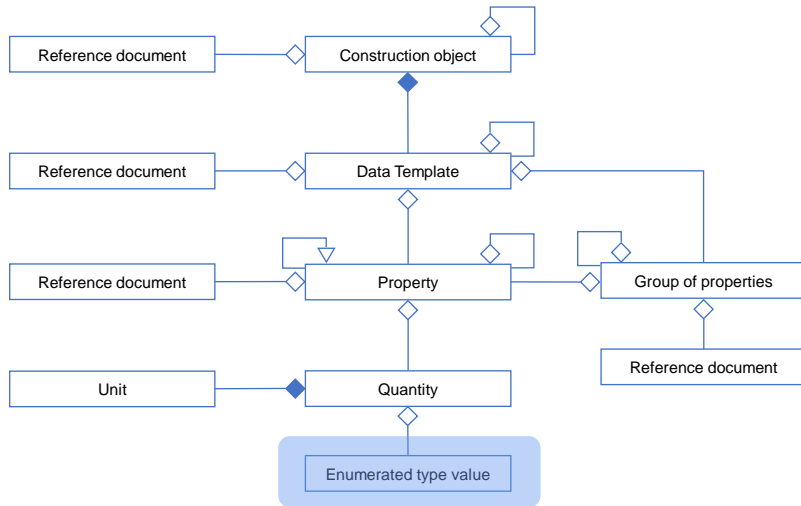 Reference document
Construction object
Reference document
Data Template
Reference document
Property
Group of properties
Reference document
Unit
Quantity
Enumerated type value